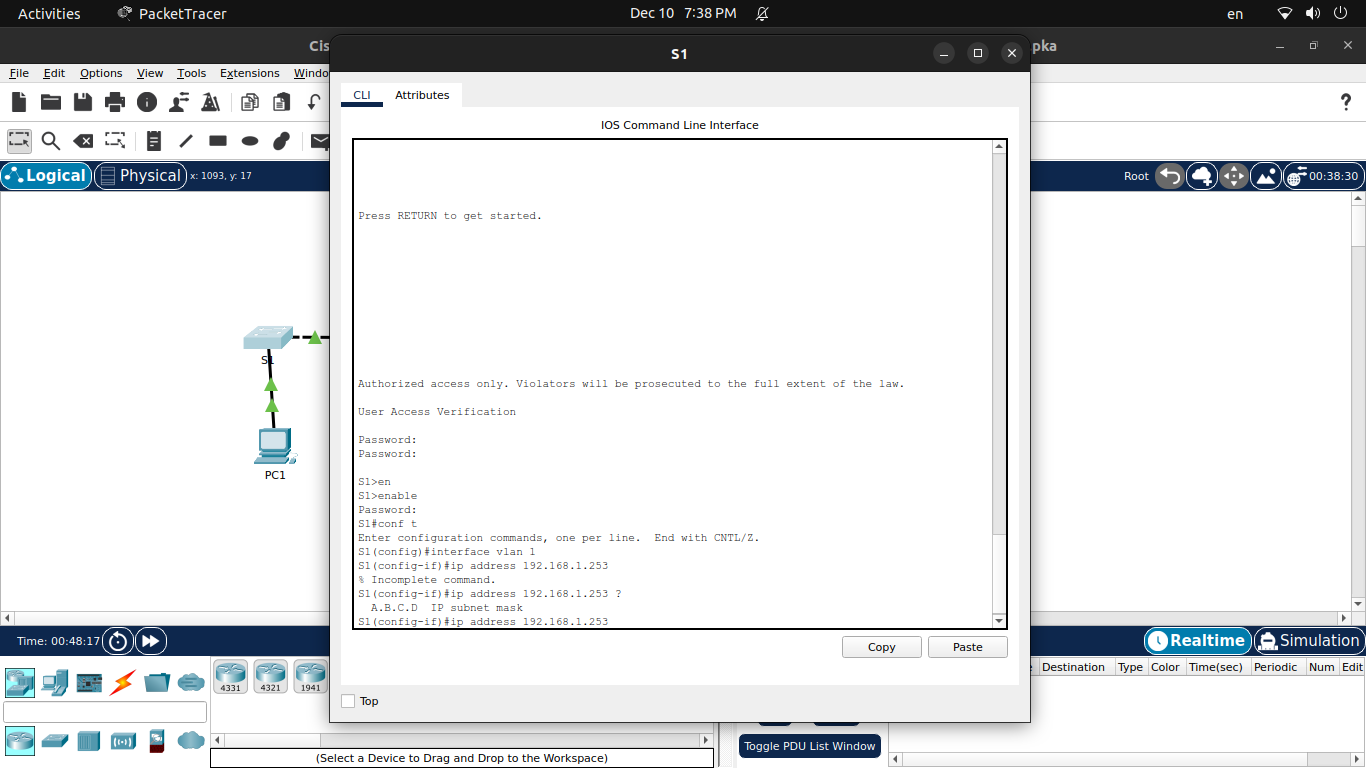 Activities
PacketTracer
Dec 10 7:38 PM
en
Cis
pka
S1
File Edit Options View Tools Extensions Windo
CLI
Attributes
IOS Command Line Interface
?
Logical
Physical
x: 1093, y: 17
Root
00:38:30
Press RETURN to get started.
Authorized access only. Violators will be prosecuted to the full extent of the law.
User Access Verification
Password:
Password:
S1>en
S1>enable
Password:
S1#conf t
Enter configuration commands, one per line.  End with CNTL/Z.
S1(config)#interface vlan 1
S1(config-if)#ip address 192.168.1.253
% Incomplete command.
S1(config-if)#ip address 192.168.1.253 ?
A.B.C.D  IP subnet mask
S1(config-if)#ip address 192.168.1.253
S1
PC1
Copy
Paste
Top
Time: 00:48:17
Realtime
Simulation
4331
4321
1941
Destination Type Color Time(sec) Periodic Num Edit
Toggle PDU List Window
(Select a Device to Drag and Drop to the Workspace)